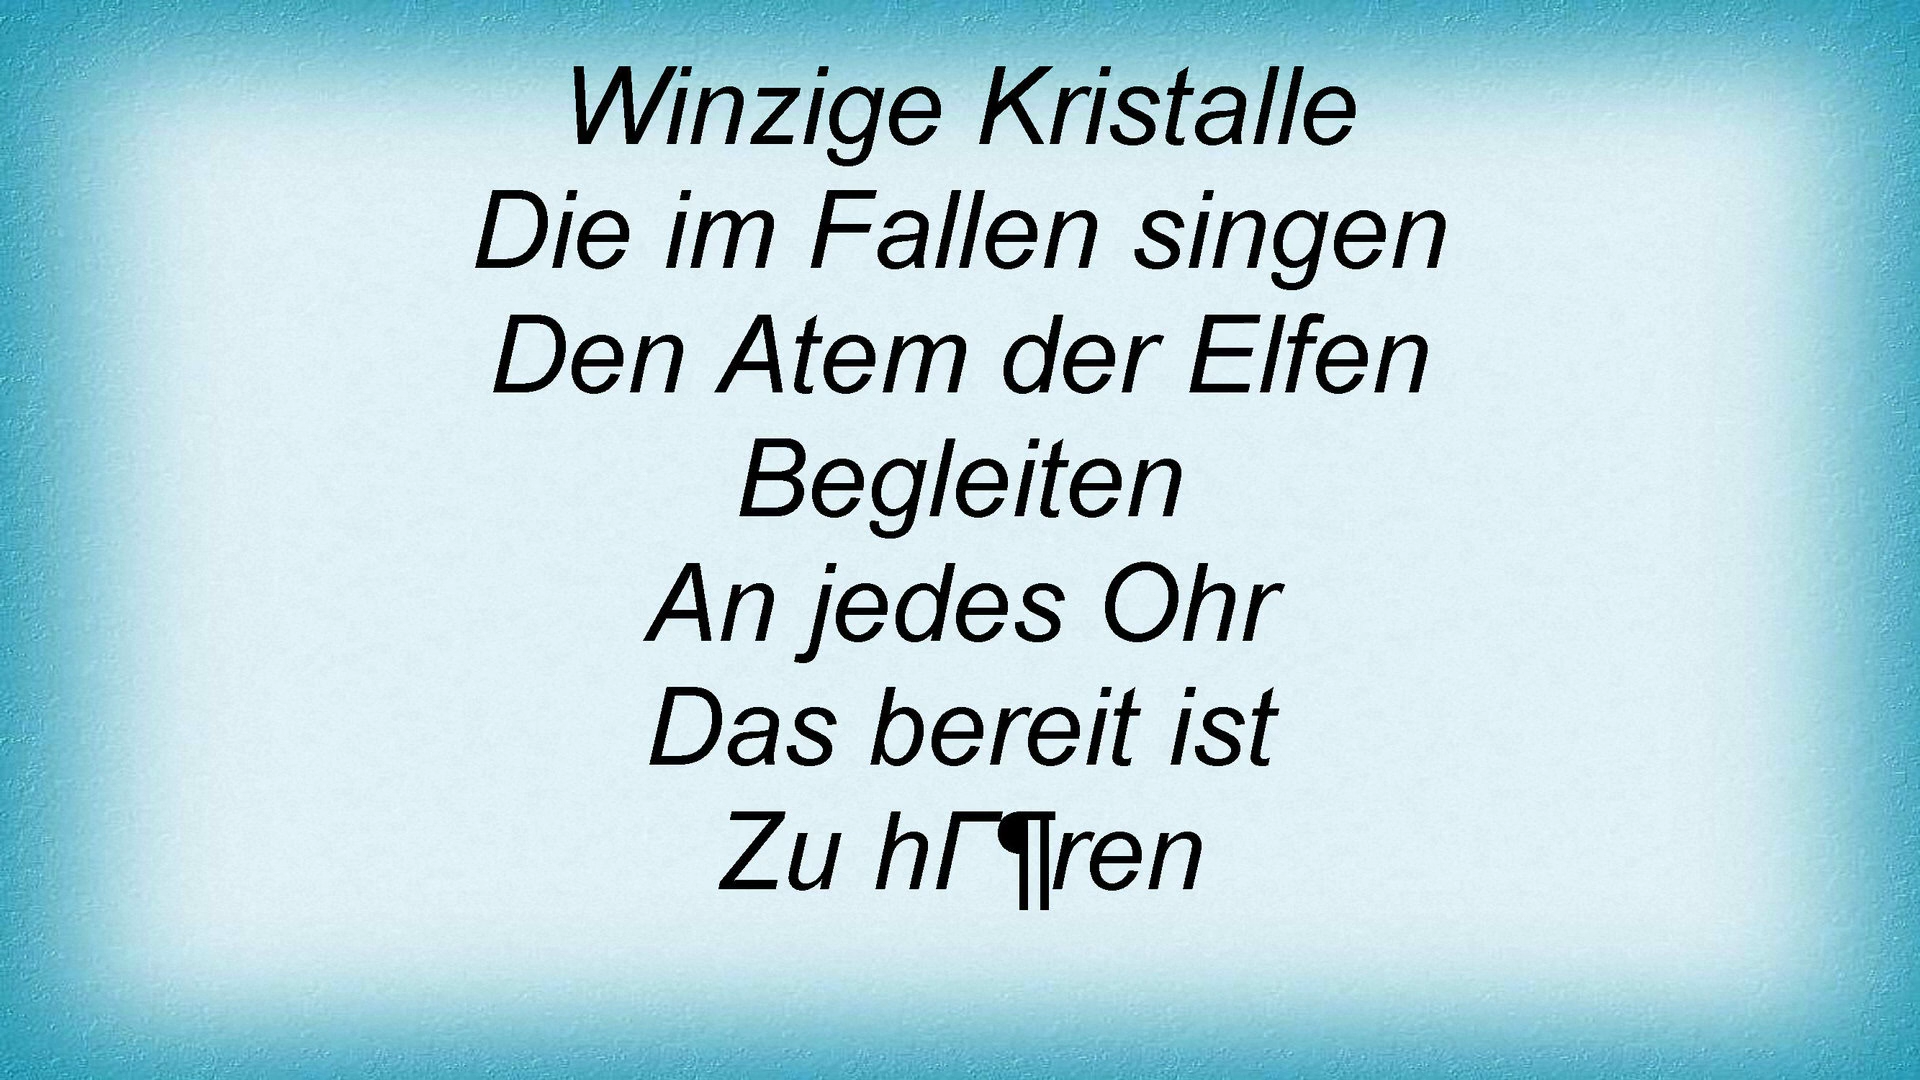 Winzige Kristalle
Die im Fallen singen
Den Atem der Elfen
Begleiten
An jedes Ohr
Das bereit ist
Zu hГ¶ren